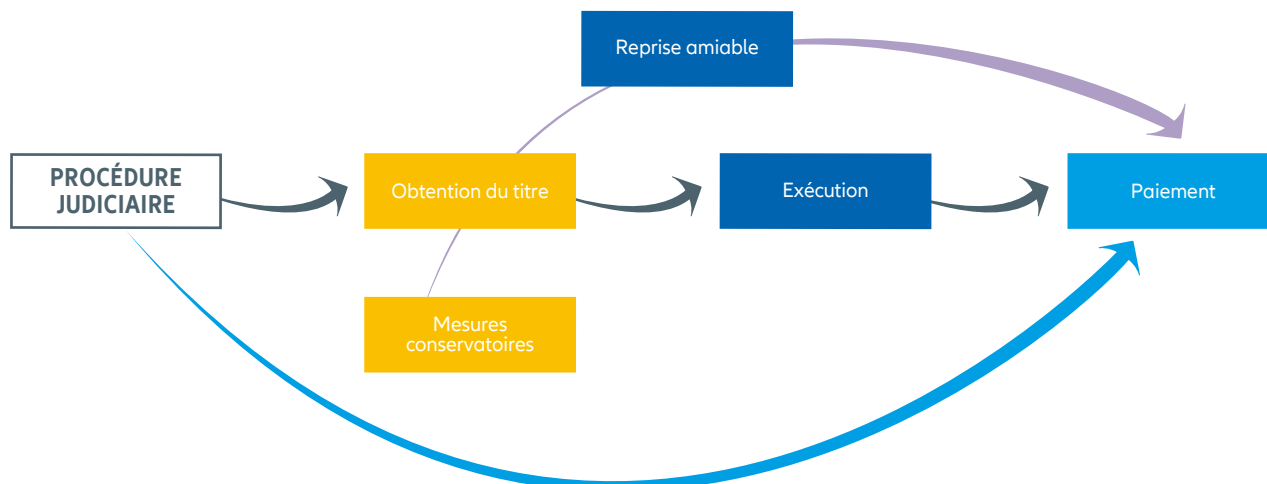 Reprise amiable
PROCÉDURE
JUDICIAIRE
Obtention du titre
Exécution
Paiement
Mesures
conservatoires